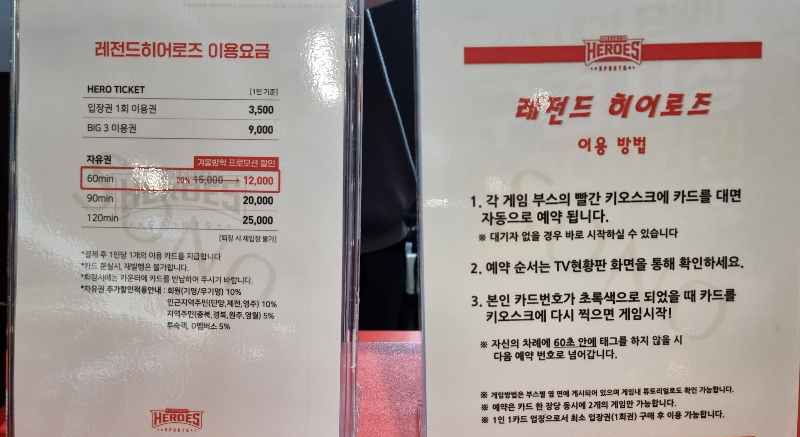 레전드히어로즈 이용요금
HERO TICKET [1인 기준]
입장권 1회 이용권 3,500
BIG 3 이용권 9,000
자유권 겨울방학 프로모션 할인
60min 20% 15,000 → 12,000
90min 20,000
120min 25,000
[퇴장 시 재입장 불가]
*결제 후 1인당 1개의 이용 카드를 지급합니다
*카드 분실시, 재발행은 불가합니다.
*퇴장시에는 카운터에 카드를 반납하여 주시기 바랍니다.
*자유권 추가할인적용안내 : 회원(기명/무기명) 10%
인근지역주민(단양,제천,영주) 10%
지역주민(충북,경북,원주,영월) 5%
투숙객, D멤버스 5%
LEGEND HEROES
SPORTS
LEGEND HEROES
SPORTS
레전드 히어로즈
이용 방법
1. 각 게임 부스의 빨간 키오스크에 카드를 대면
자동으로 예약 됩니다.
※ 대기자 없을 경우 바로 시작하실 수 있습니다
2. 예약 순서는 TV현황판 화면을 통해 확인하세요.
3. 본인 카드번호가 초록색으로 되었을 때 카드를
키오스크에 다시 찍으면 게임시작!
※ 자신의 차례에 60초 안에 태그를 하지 않을 시
다음 예약 번호로 넘어갑니다.
※ 게임방법은 부스별 옆 면에 게시되어 있으며 게임내 튜토리얼로도 확인 가능합니다.
※ 예약은 카드 한 장당 동시에 2개의 게임만 가능합니다.
※ 1인 1카드 입장으로서 최소 입장권(1회권) 구매 후 이용 가능합니다.